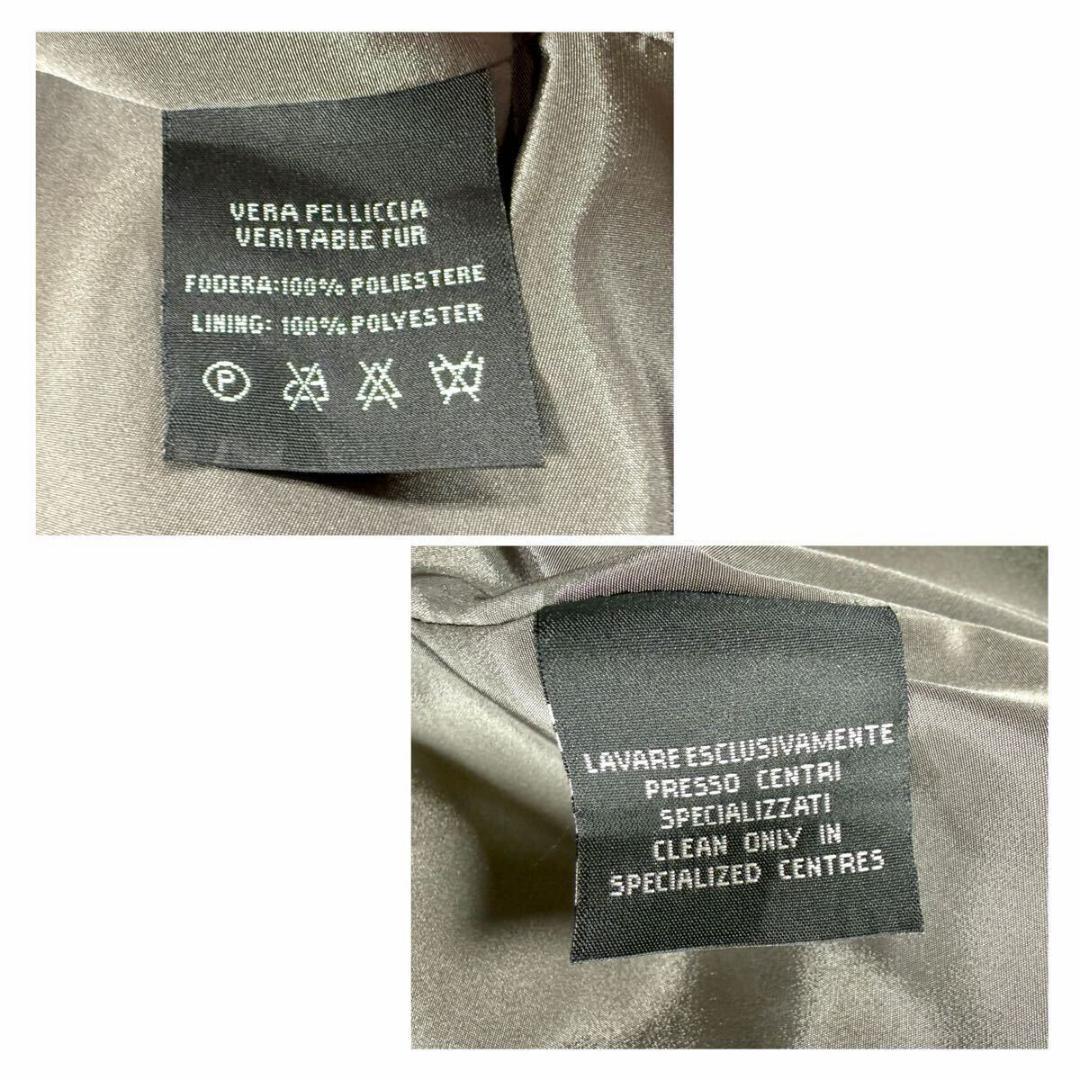 VERA PELLICCIA
VERITABLE FUR
FODERA:100% POLIESTERE
LINING: 100% POLYESTER
P
LAVARE ESCLUSIVAMENTE
PRESSO CENTRI
SPECIALIZZATI
CLEAN ONLY IN
SPECIALIZED CENTRES